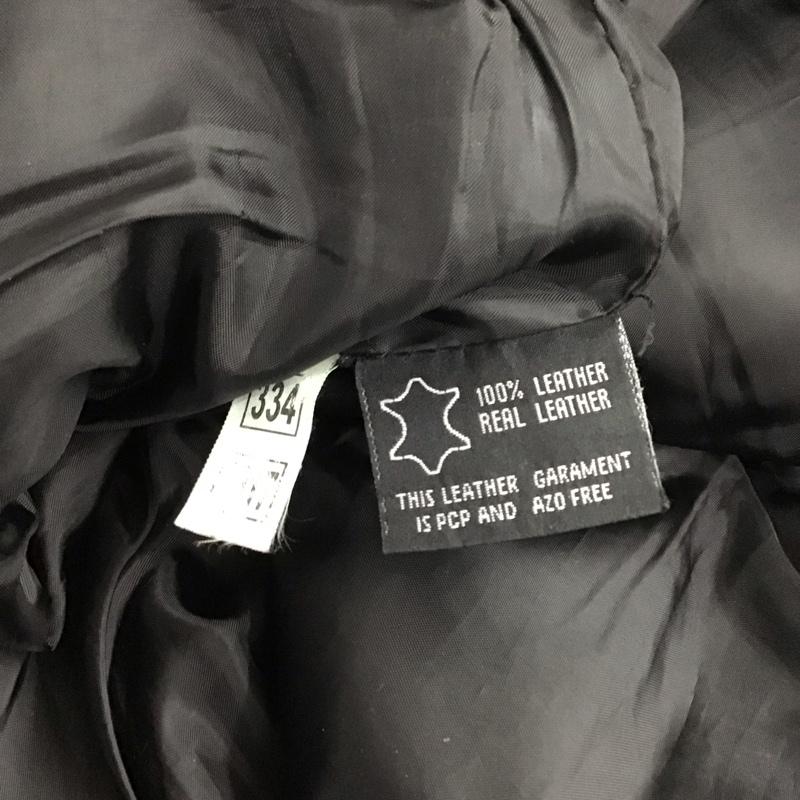 334
100% LEATHER
REAL LEATHER
THIS LEATHER GARAMENT
IS PCP AND AZO FREE